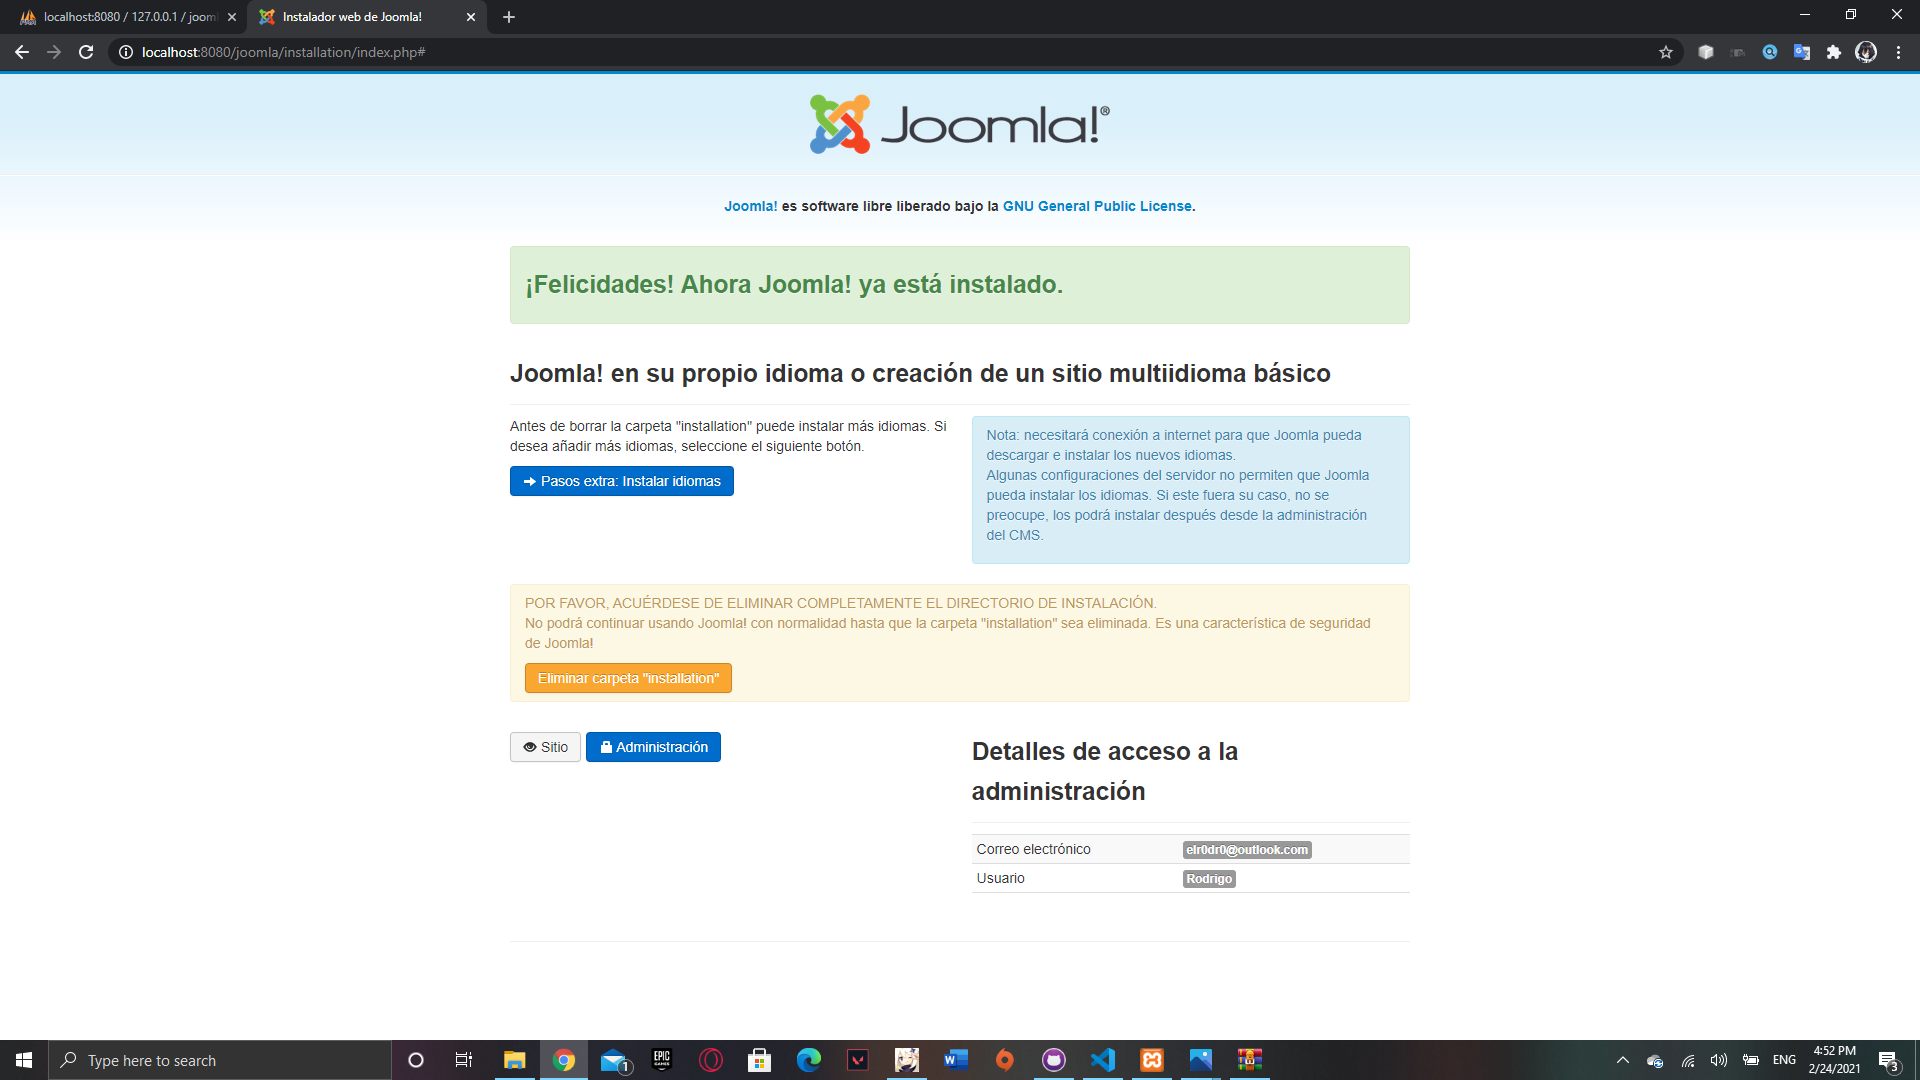 localhost:8080 / 127.0.0.1 / joom
Instalador web de Joomla!
localhost:8080/joomla/installation/index.php#
Joomla!®
Joomla! es software libre liberado bajo la GNU General Public License.
¡Felicidades! Ahora Joomla! ya está instalado.
Joomla! en su propio idioma o creación de un sitio multiidioma básico
Antes de borrar la carpeta "installation" puede instalar más idiomas. Si
desea añadir más idiomas, seleccione el siguiente botón.
Pasos extra: Instalar idiomas
Nota: necesitará conexión a internet para que Joomla pueda
descargar e instalar los nuevos idiomas.
Algunas configuraciones del servidor no permiten que Joomla
pueda instalar los idiomas. Si este fuera su caso, no se
preocupe, los podrá instalar después desde la administración
del CMS.
POR FAVOR, ACUÉRDESE DE ELIMINAR COMPLETAMENTE EL DIRECTORIO DE INSTALACIÓN.
No podrá continuar usando Joomla! con normalidad hasta que la carpeta "installation" sea eliminada. Es una característica de seguridad
de Joomla!
Eliminar carpeta "installation"
Sitio
Administración
Detalles de acceso a la
administración
Correo electrónico elr0dr0@outlook.com
Usuario Rodrigo
Type here to search
1
EPIC
GAMES
W
ENG
4:52 PM
2/24/2021
3